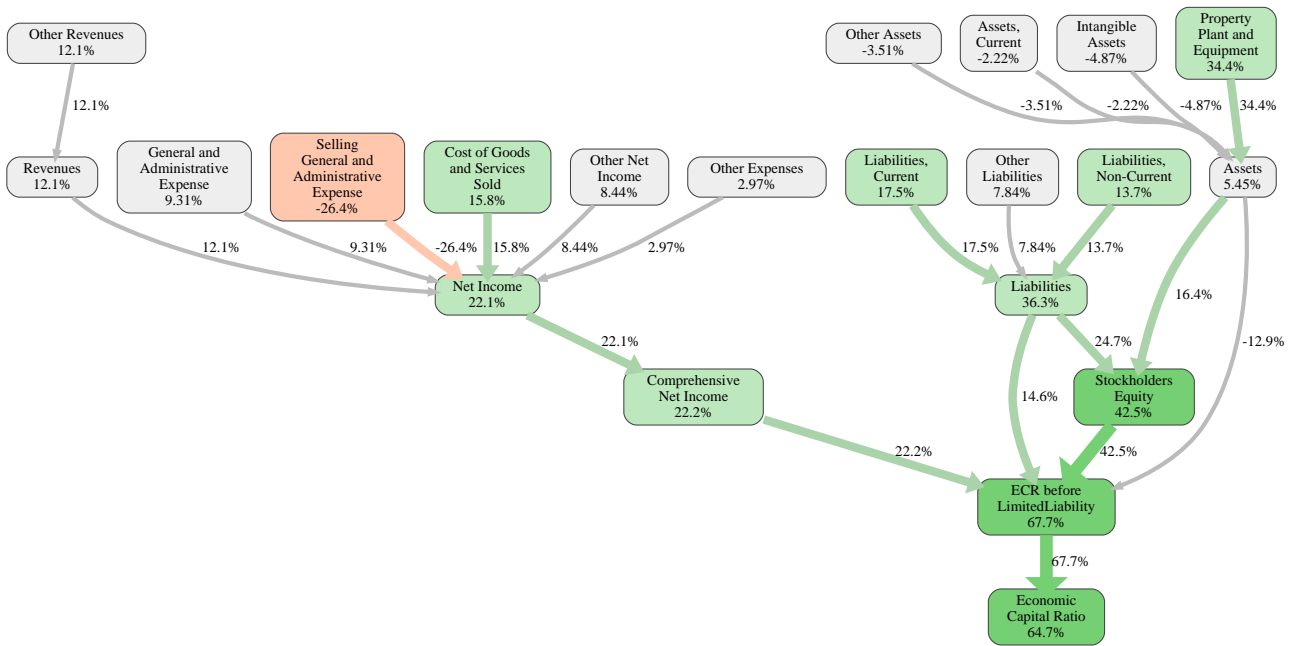 Other Revenues
12.1%
Other Assets
-3.51%
Assets,
Current
-2.22%
Intangible
Assets
-4.87%
Property
Plant and
Equipment
34.4%
12.1%
-3.51%
-2.22%
-4.87%
34.4%
Revenues
12.1%
General and
Administrative
Expense
9.31%
Selling
General and
Administrative
Expense
-26.4%
Cost of Goods
and Services
Sold
15.8%
Other Net
Income
8.44%
Other Expenses
2.97%
Liabilities,
Current
17.5%
Other
Liabilities
7.84%
Liabilities,
Non-Current
13.7%
Assets
5.45%
12.1%
9.31%
-26.4%
15.8%
8.44%
2.97%
17.5%
7.84%
13.7%
Net Income
22.1%
Liabilities
36.3%
16.4%
22.1%
24.7%
-12.9%
Comprehensive
Net Income
22.2%
14.6%
Stockholders
Equity
42.5%
22.2%
42.5%
ECR before
LimitedLiability
67.7%
67.7%
Economic
Capital Ratio
64.7%